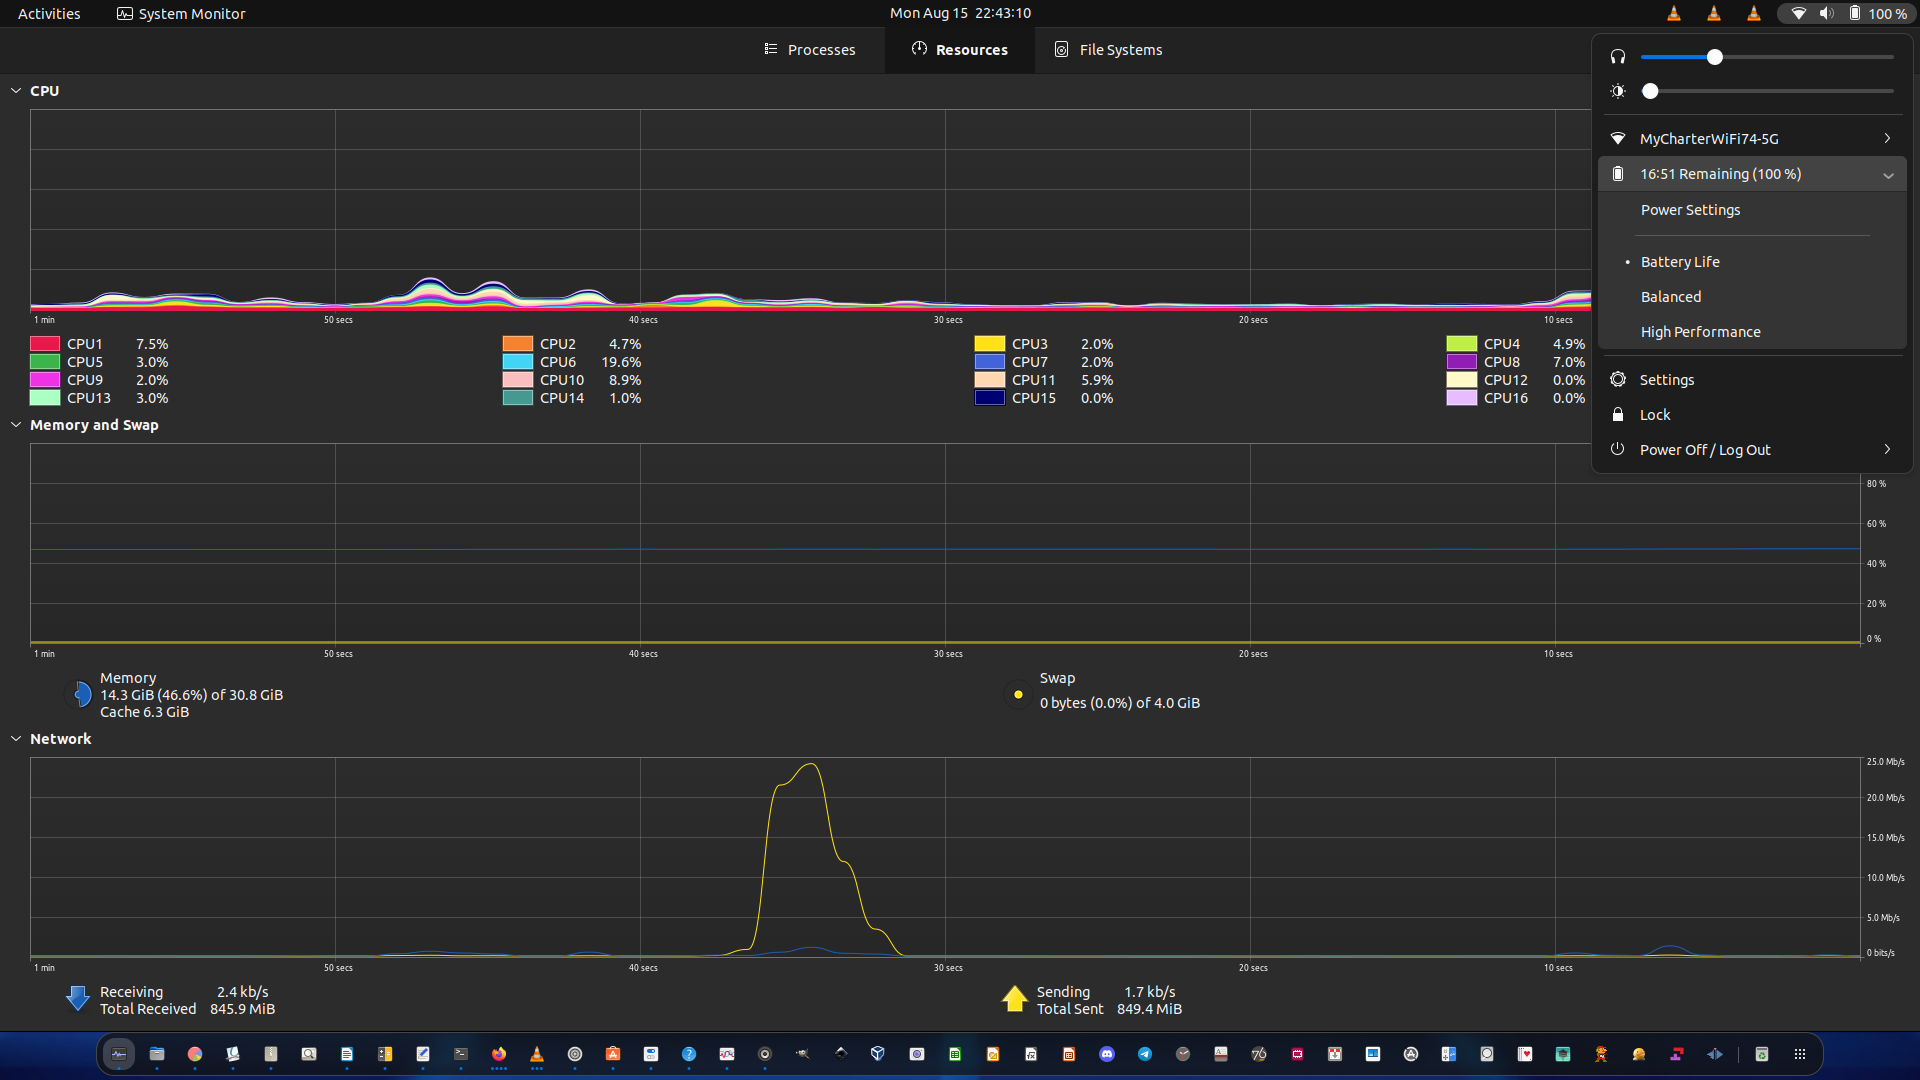 Activities System Monitor Mon Aug 15 22:43:10 100 %
Processes Resources File Systems
CPU
1 min 50 secs 40 secs 30 secs 20 secs 10 secs
CPU1 7.5% CPU2 4.7% CPU3 2.0% CPU4 4.9%
CPU5 3.0% CPU6 19.6% CPU7 2.0% CPU8 7.0%
CPU9 2.0% CPU10 8.9% CPU11 5.9% CPU12 0.0%
CPU13 3.0% CPU14 1.0% CPU15 0.0% CPU16 0.0%
MyCharterWiFi74-5G
16:51 Remaining (100 %)
Power Settings
Battery Life
Balanced
High Performance
Settings
Lock
Power Off / Log Out
Memory and Swap
80 %
60 %
40 %
20 %
0 %
1 min 50 secs 40 secs 30 secs 20 secs 10 secs
Memory
14.3 GiB (46.6%) of 30.8 GiB
Cache 6.3 GiB
Swap
0 bytes (0.0%) of 4.0 GiB
Network
25.0 Mb/s
20.0 Mb/s
15.0 Mb/s
10.0 Mb/s
5.0 Mb/s
0 bits/s
1 min 50 secs 40 secs 30 secs 20 secs 10 secs
Receiving 2.4 kb/s
Total Received 845.9 MiB
Sending 1.7 kb/s
Total Sent 849.4 MiB
76